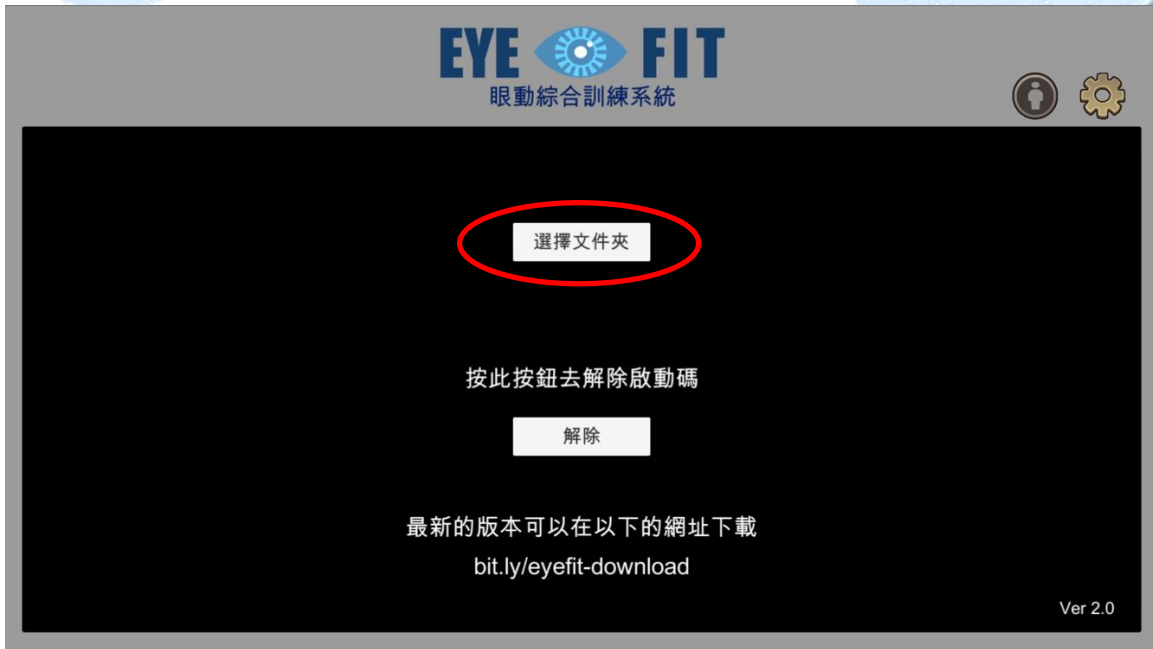 EYE FIT
眼動綜合訓練系統
選擇文件夾
按此按鈕去解除啟動碼
解除
最新的版本可以在以下的網址下載
bit.ly/eyefit-download
Ver 2.0